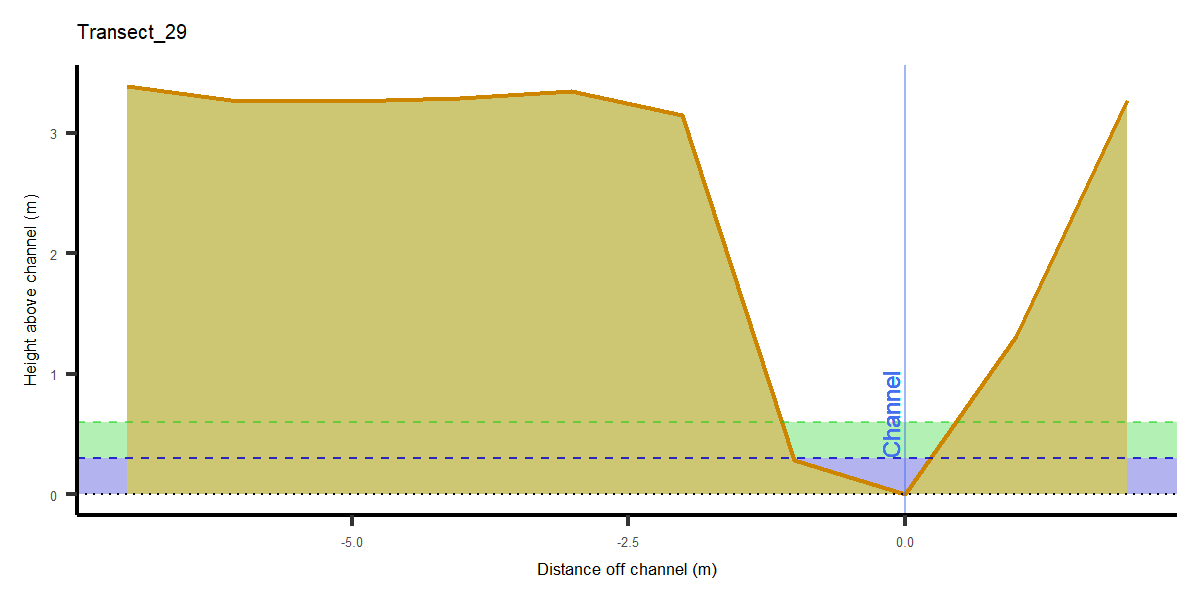 Transect_29
Height above channel (m)
3
2
1
0
Channel
-5.0
-2.5
0.0
Distance off channel (m)